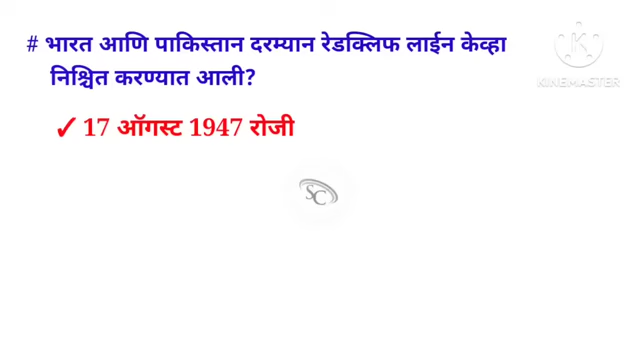 # भारत आणि पाकिस्तान दरम्यान रेडक्लिफ लाईन केव्हा
निश्चित करण्यात आली?
✓ 17 ऑगस्ट 1947 रोजी
K
KINEMASTER
SC